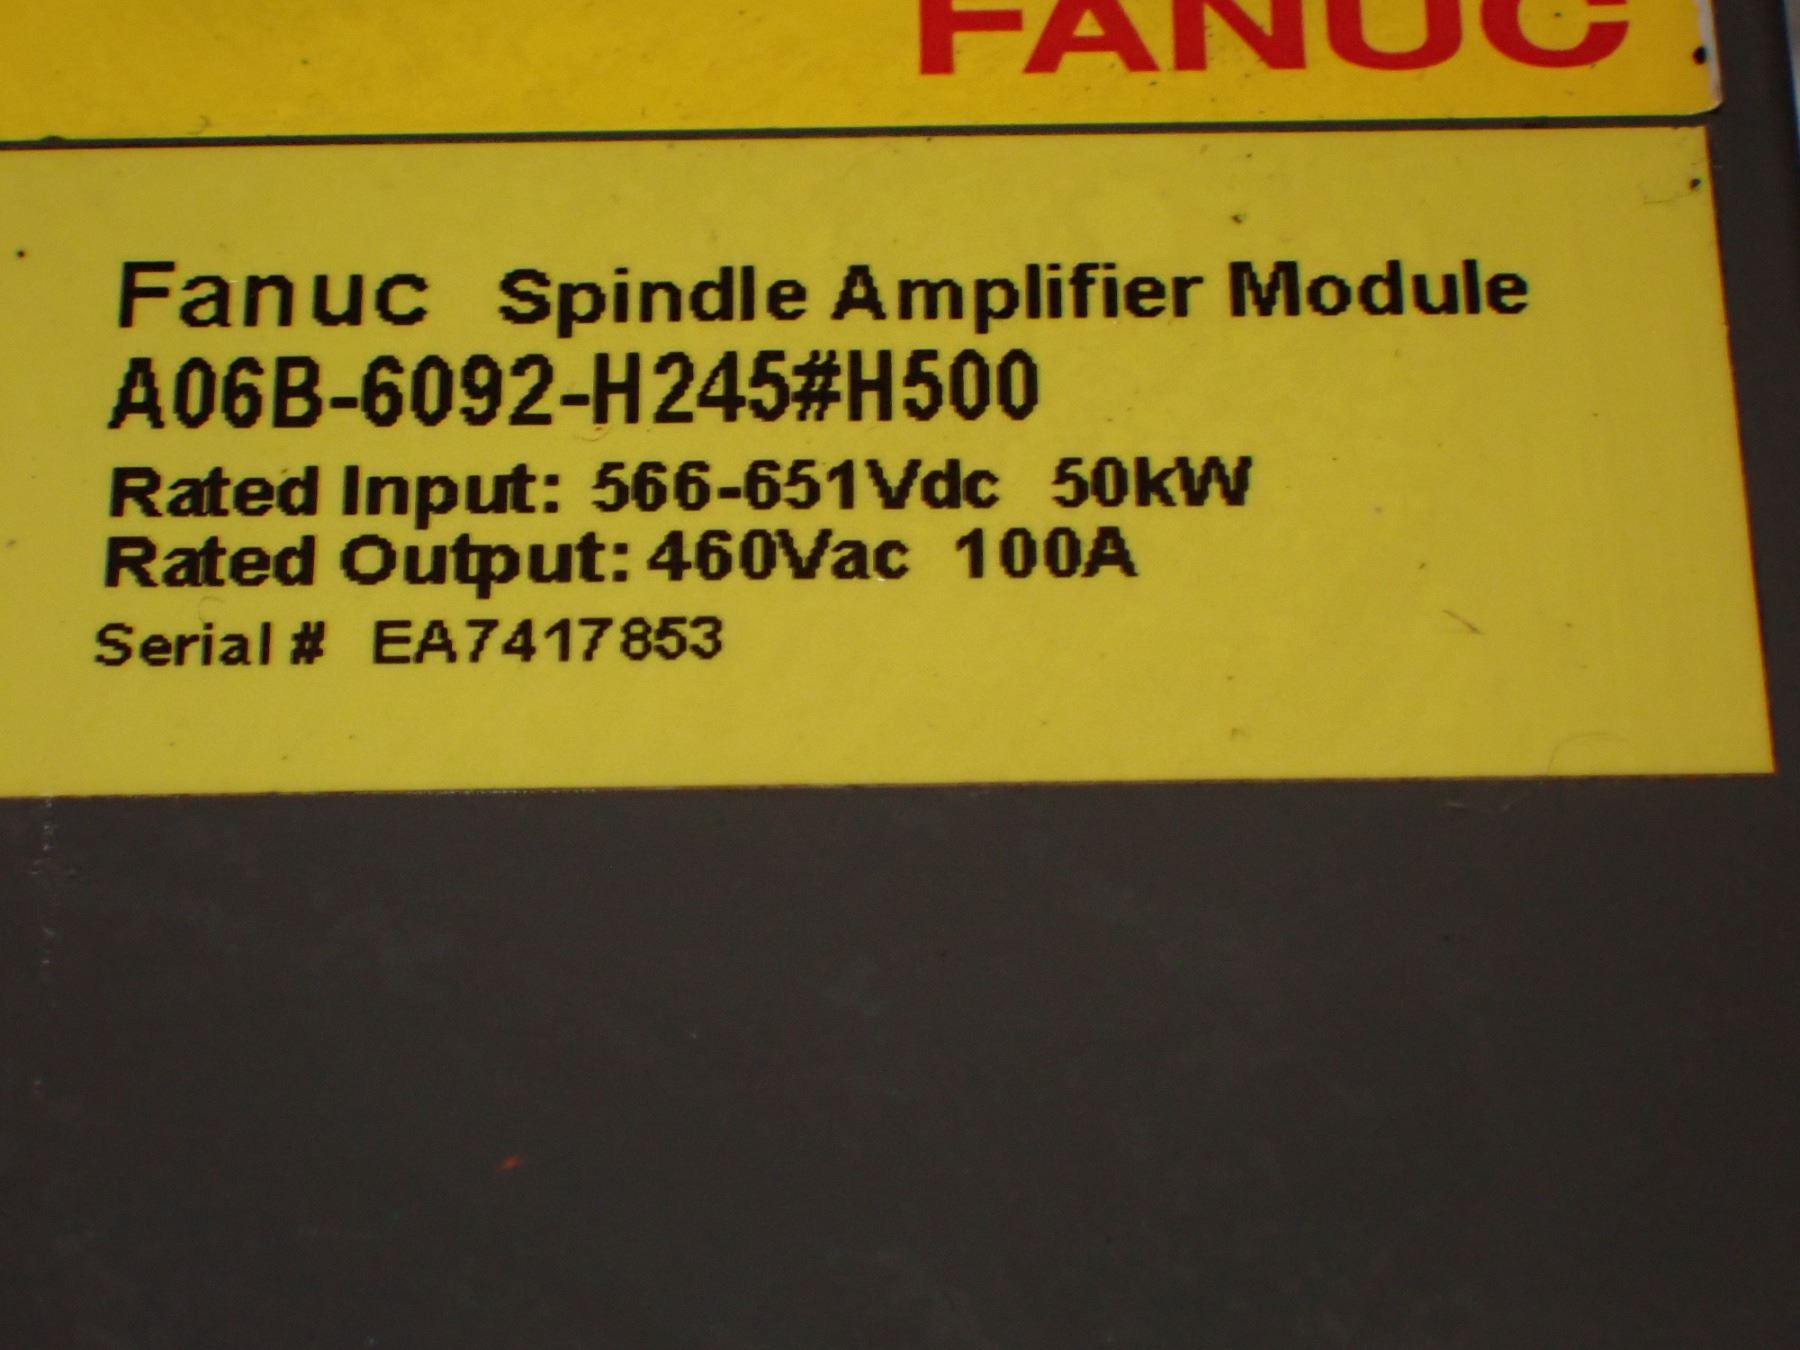 FANUC
Fanuc Spindle Amplifier Module
A06B-6092-H245#H500
Rated Input: 566-651Vdc 50kW
Rated Output: 460Vac 100A
Serial # EA7417853